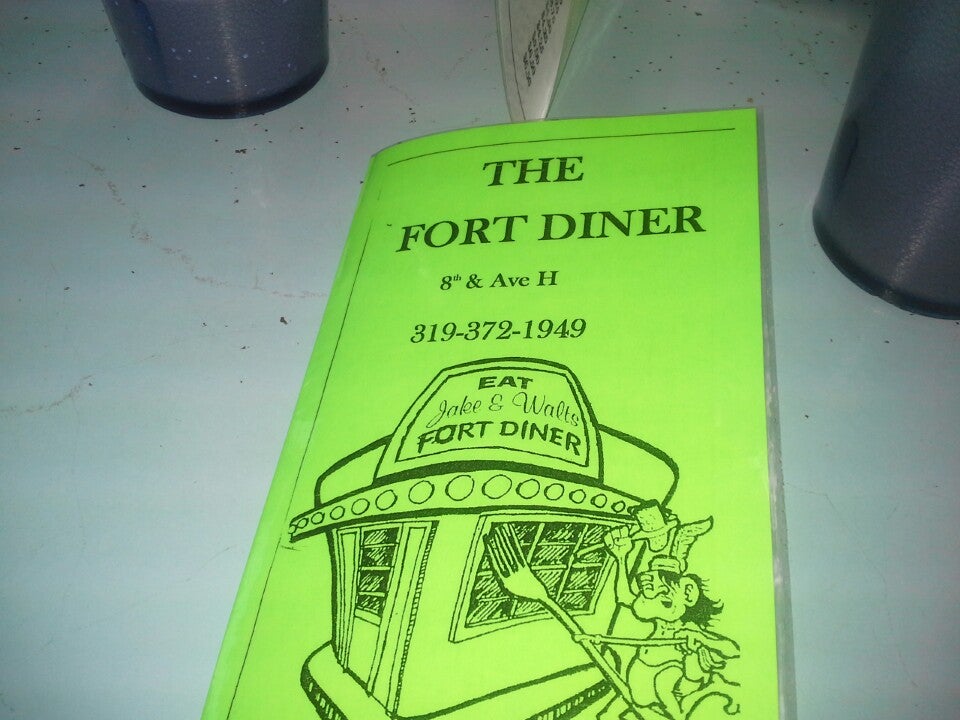 THE
FORT DINER
8th & Ave H
319-372-1949
EAT
Jake & Walts
FORT DINER